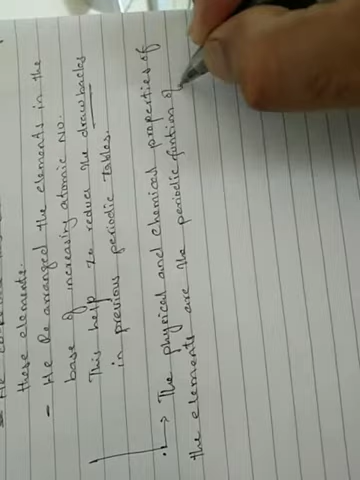 these elements.
- He Re arranged the elements in the
base of increasing atomic No.
This help to reduce the drawbacks
in previous periodic tables.
→ The physical and chemical properties of
the elements are the periodic funtion of